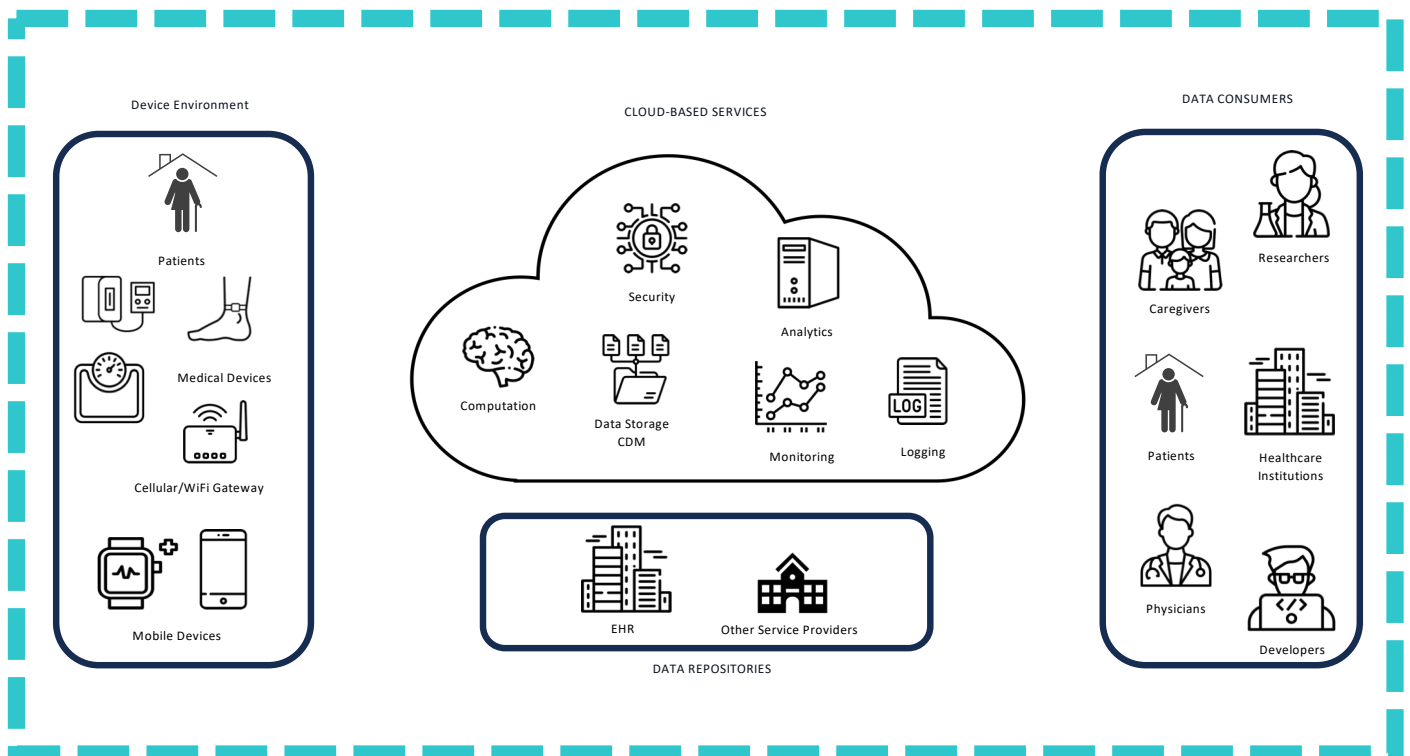 Device Environment
Patients
Medical Devices
Cellular/WiFi Gateway
Mobile Devices
CLOUD-BASED SERVICES
Security
Analytics
Computation
Data Storage
CDM
Monitoring
LOG
Logging
EHR
Other Service Providers
DATA REPOSITORIES
DATA CONSUMERS
Researchers
Caregivers
Patients
Healthcare
Institutions
Physicians
</>
Developers